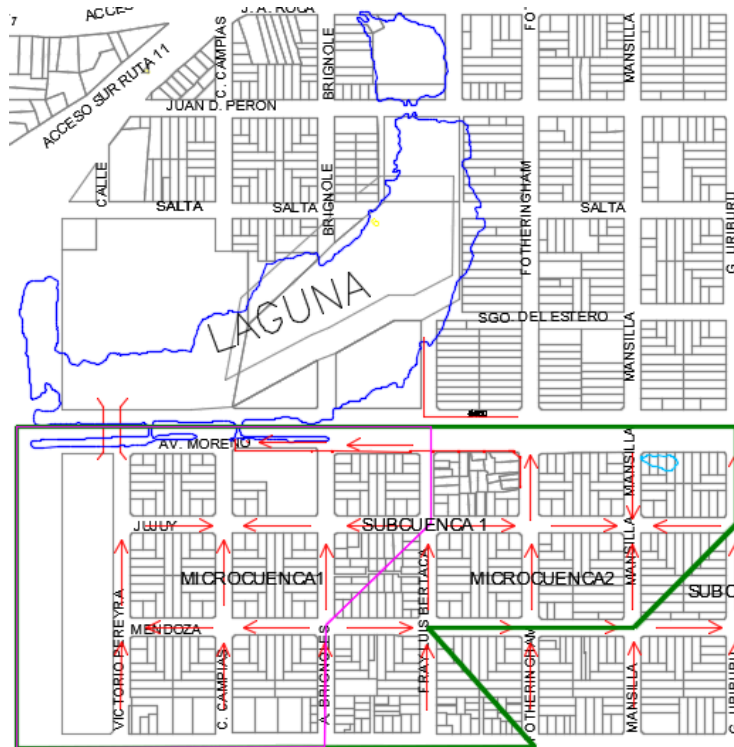 ACCES
J. A. ROCA
ACCESO SUR RUTA 11
C. CAMPIAS
BRIGNOLE
FO
MANSILLA
JUAN D. PERON
CALLE
SALTA
SALTA
BRIGNOLE
FOTHERINGHAM
SALTA
G. URIBURU
LAGUNA
SGO. DEL ESTERO
MANSILLA
AV. MORENO
MANSILLA
JUJUY
SUBCUENCA 1
MANSILLA
MICROCUENCA1
MICROCUENCA2
SUBC
VICTORIO PEREYRA
MENDOZA
C. CAMPIAS
A. BRIGNOLES
FRAY LUIS BERTACA
FOTHERINGHAM
MANSILLA
G. URIBURU